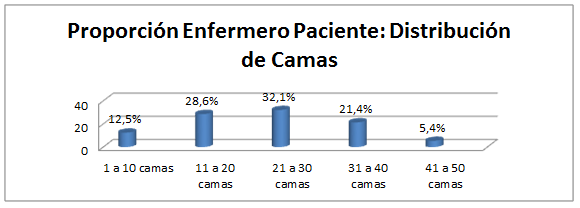 Proporción Enfermero Paciente: Distribución
de Camas
40
20
0
12,5%
28,6%
32,1%
21,4%
5,4%
1 a 10 camas
11 a 20
camas
21 a 30
camas
31 a 40
camas
41 a 50
camas